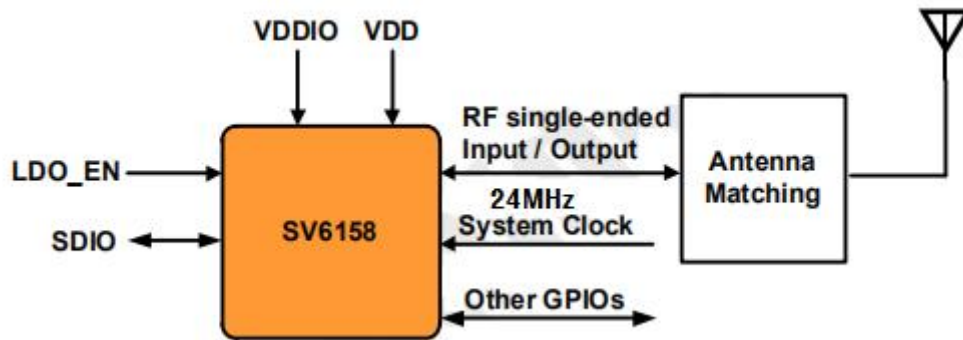 VDDIO VDD
RF single-ended
Input / Output
LDO_EN
Antenna
Matching
24MHz
System Clock
SDIO
SV6158
Other GPIOs